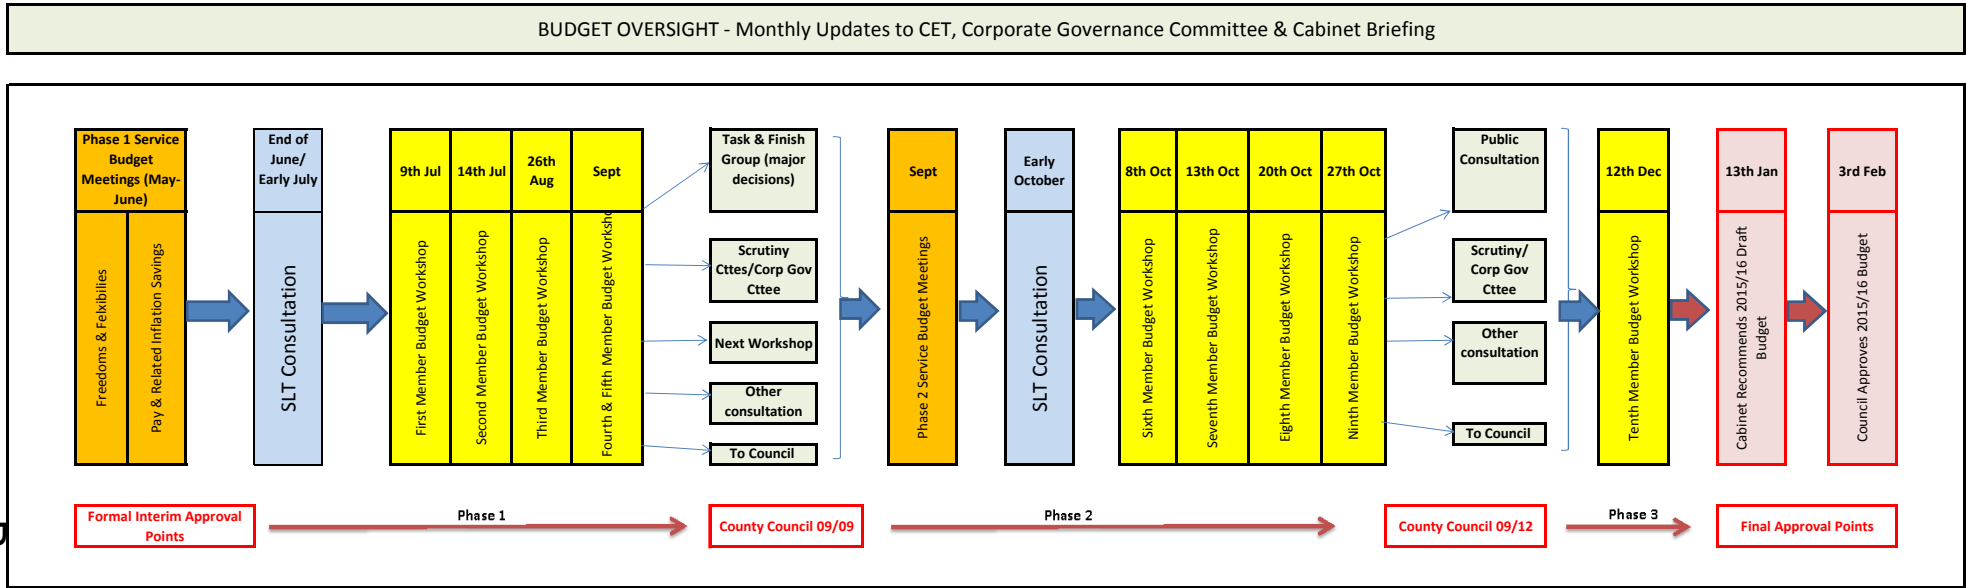 BUDGET OVERSIGHT - Monthly Updates to CET, Corporate Governance Committee & Cabinet Briefing
Phase 1 Service
Budget
Meetings (May-
June)
Freedoms & Felxibilies
Pay & Related Inflation Savings
End of
June/
Early July
SLT Consultation
9th Jul
First Member Budget Workshop
14th Jul
Second Member Budget Workshop
26th
Aug
Third Member Budget Workshop
Sept
Fourth & Fifth Member Budget Worksho
Task & Finish
Group (major
decisions)
Scrutiny
Cttes/Corp Gov
Cttee
Next Workshop
Other
consultation
To Council
Sept
Phase 2 Service Budget Meetings
Early
October
SLT Consultation
8th Oct
Sixth Member Budget Workshop
13th Oct
Seventh Member Budget Workshop
20th Oct
Eighth Member Budget Workshop
27th Oct
Ninth Member Budget Workshop
Public
Consultation
Scrutiny/
Corp Gov
Cttee
Other
consultation
To Council
12th Dec
Tenth Member Budget Workshop
13th Jan
Cabinet Recommends 2015/16 Draft
Budget
3rd Feb
Council Approves 2015/16 Budget
Formal Interim Approval
Points
Phase 1
County Council 09/09
Phase 2
County Council 09/12
Phase 3
Final Approval Points